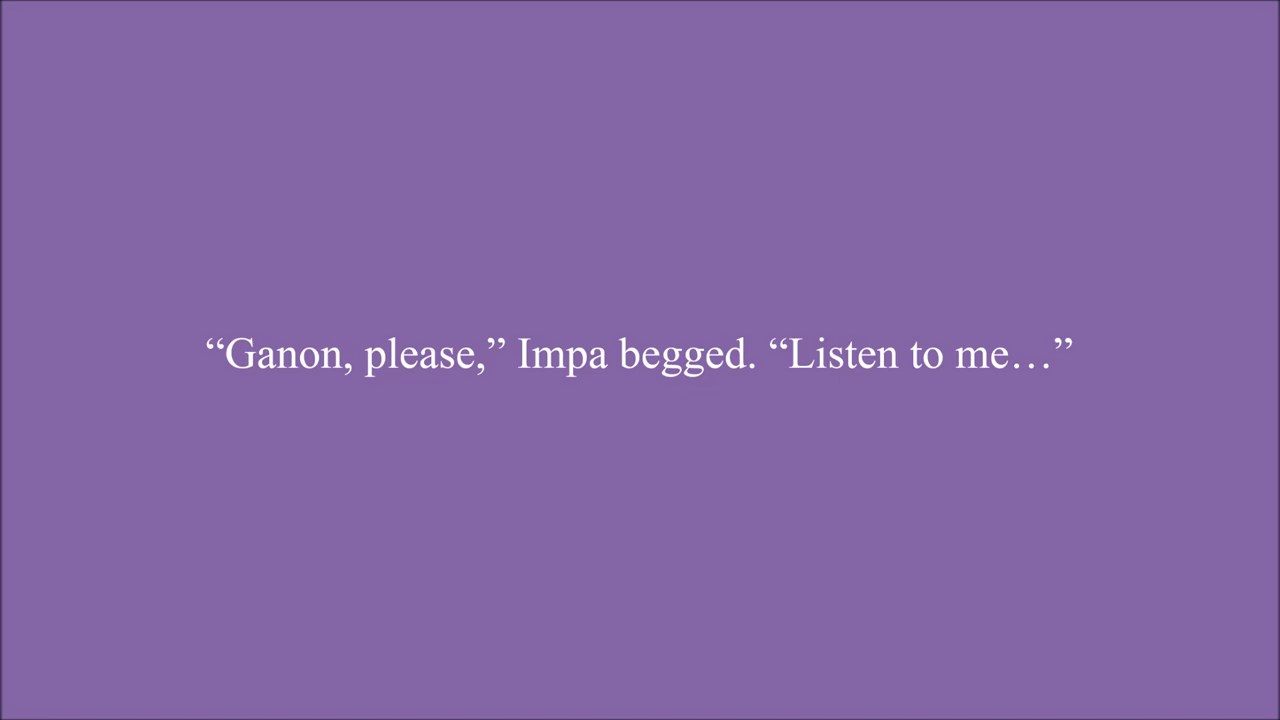 “Ganon, please,” Impa begged. “Listen to me…”